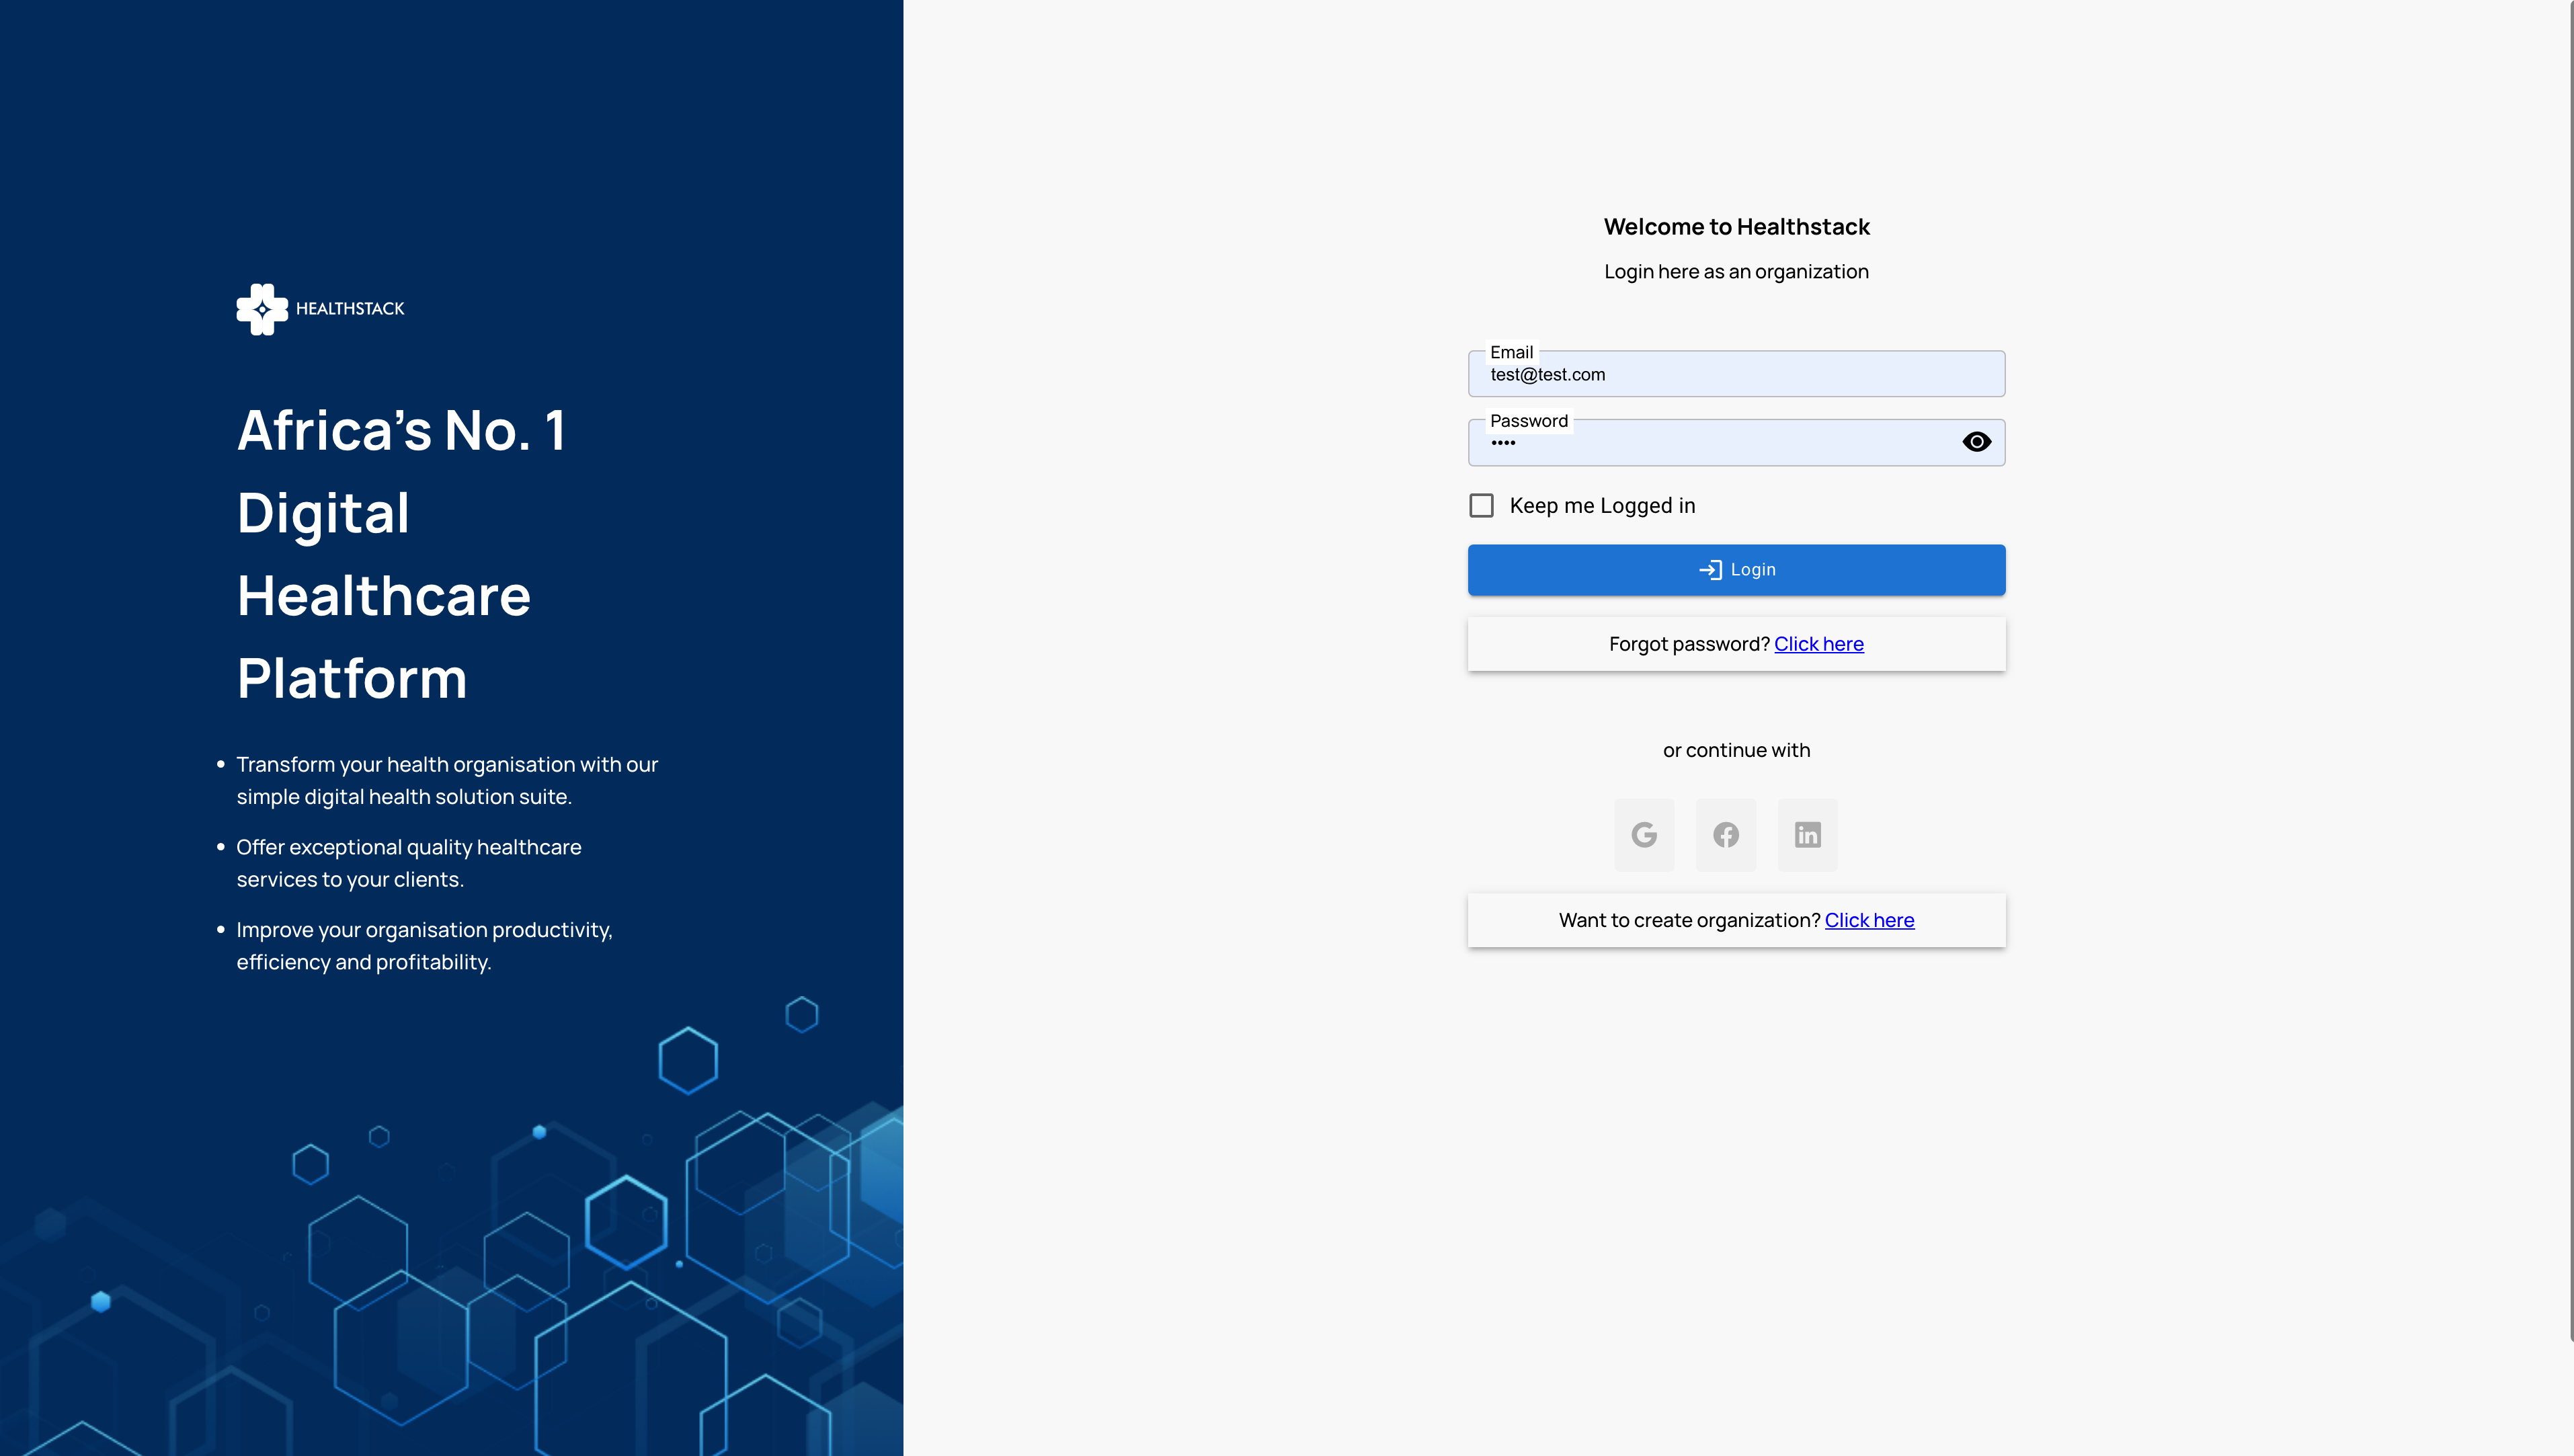 HEALTHSTACK
Africa's No. 1
Digital
Healthcare
Platform
Transform your health organisation with our
simple digital health solution suite.
Offer exceptional quality healthcare
services to your clients.
Improve your organisation productivity,
efficiency and profitability.
Welcome to Healthstack
Login here as an organization
Email
test@test.com
Password
••••
Keep me Logged in
Login
Forgot password? Click here
or continue with
Want to create organization? Click here